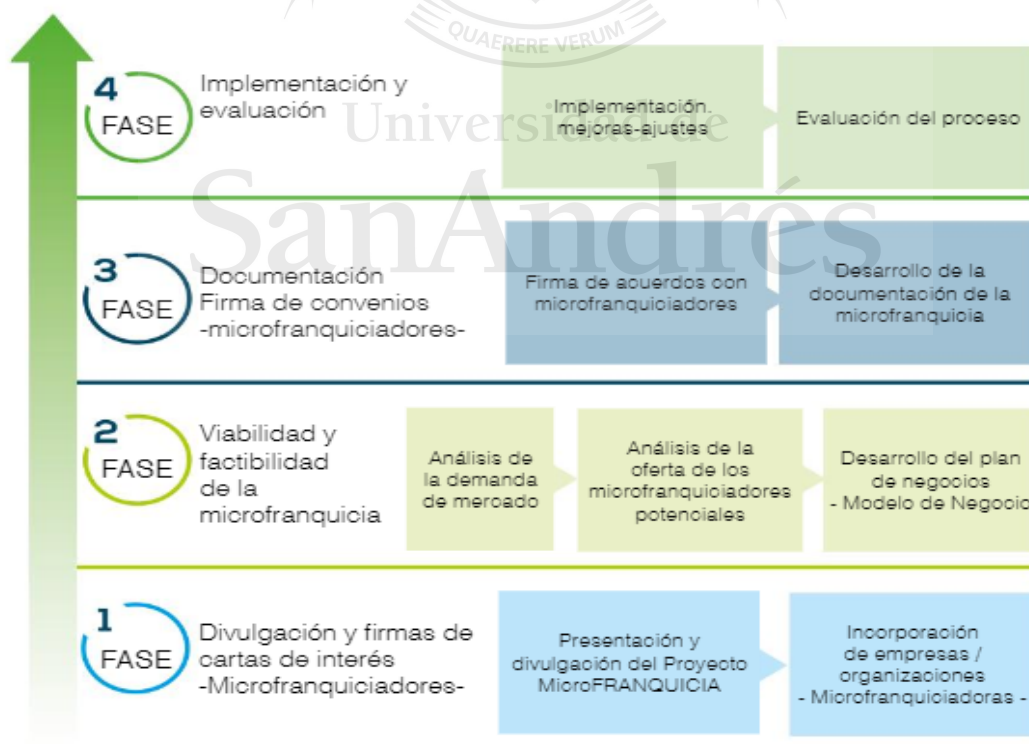 QUAERERE VERUM
Universidad de
SanAndrés
4
FASE
Implementación y
evaluación
Implementación.
mejoras-ajustes
Evaluación del proceso
3
FASE
Documentación
Firma de convenios
-microfranquiciadores-
Firma de acuerdos con
microfranquiciadores
Desarrollo de la
documentación de la
microfranquicia
2
FASE
Viabilidad y
factibilidad
de la
microfranquicia
Análisis de
la demanda
de mercado
Análisis de la
oferta de los
microfranquiciadores
potenciales
Desarrollo del plan
de negocios
- Modelo de Negocio
1
FASE
Divulgación y firmas de
cartas de interés
-Microfranquiciadores-
Presentación y
divulgación del Proyecto
MicroFRANQUICIA
Incorporación
de empresas /
organizaciones
- Microfranquiciadoras -